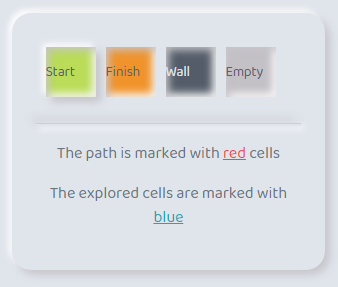 Start Finish Wall Empty
The path is marked with red cells
The explored cells are marked with
blue